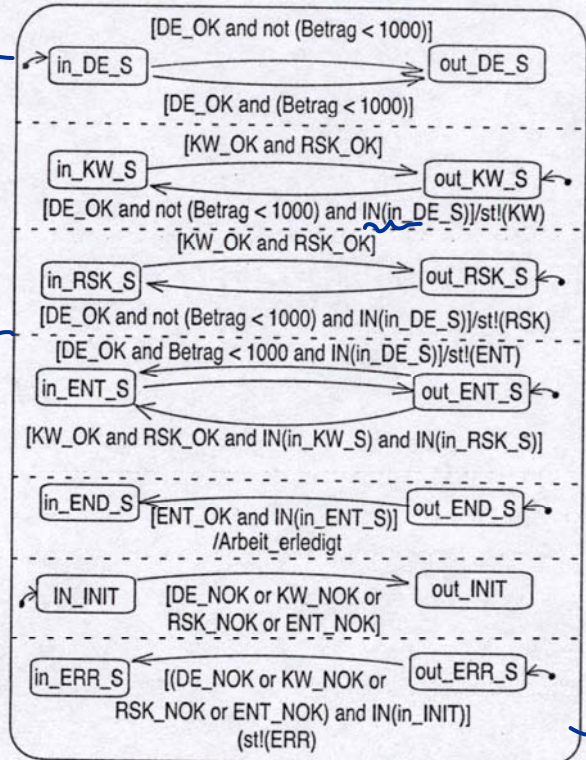 [DE_OK and not (Betrag < 1000)]
in_DE_S
out_DE_S
[DE_OK and (Betrag < 1000)]
[KW_OK and RSK_OK]
in_KW_S
out_KW_S
[DE_OK and not (Betrag < 1000) and IN(in_DE_S)]/st!(KW)
[KW_OK and RSK_OK]
in_RSK_S
out_RSK_S
[DE_OK and not (Betrag < 1000) and IN(in_DE_S)]/st!(RSK)
[DE_OK and Betrag < 1000 and IN(in_DE_S)]/st!(ENT)
in_ENT_S
out_ENT_S
[KW_OK and RSK_OK and IN(in_KW_S) and IN(in_RSK_S)]
in_END_S
out_END_S
[ENT_OK and IN(in_ENT_S)]
/Arbeit_erledigt
IN_INIT
out_INIT
[DE_NOK or KW_NOK or
RSK_NOK or ENT_NOK]
in_ERR_S
out_ERR_S
[(DE_NOK or KW_NOK or
RSK_NOK or ENT_NOK) and IN(in_INIT)]
(st!(ERR)